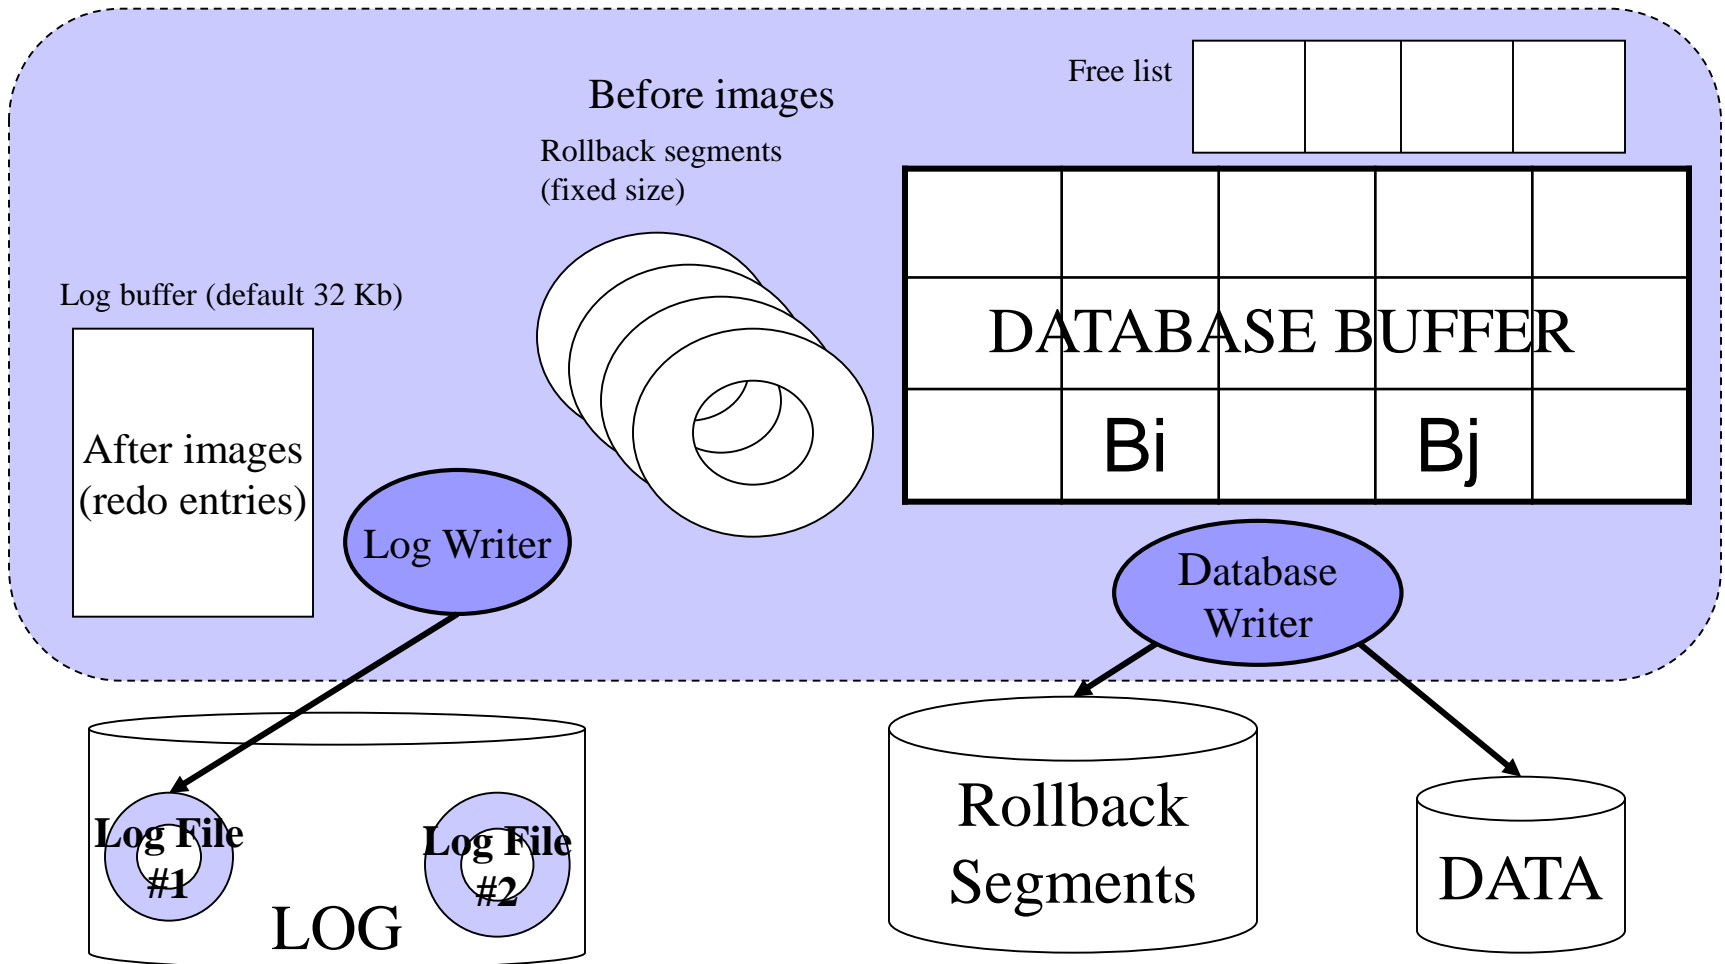 Free list
Before images
Rollback segments
(fixed size)
Log buffer (default 32 Kb)
DATABASE BUFFER
After images
(redo entries)
Bi
Bj
Log Writer
Database
Writer
Log File
#1
Log File
#2
LOG
Rollback
Segments
DATA